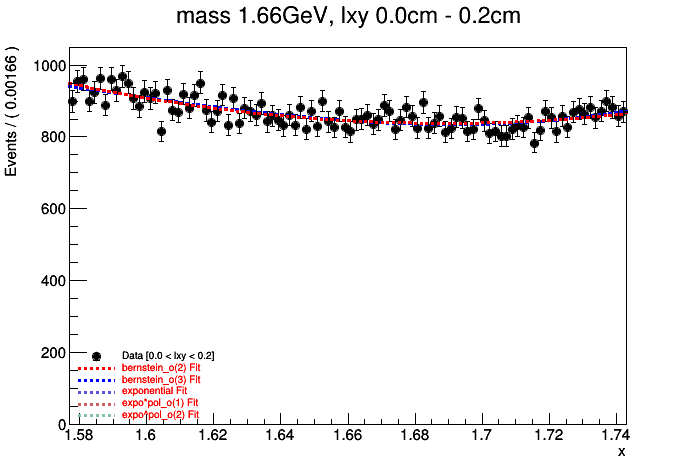 mass 1.66GeV, lxy 0.0cm - 0.2cm
Events / ( 0.00166 )
1000
800
600
400
200
0
Data [0.0 < lxy < 0.2]
bernstein_o(2) Fit
bernstein_o(3) Fit
exponential Fit
expo*pol_o(1) Fit
expo*pol_o(2) Fit
1.58 1.6 1.62 1.64 1.66 1.68 1.7 1.72 1.74
x